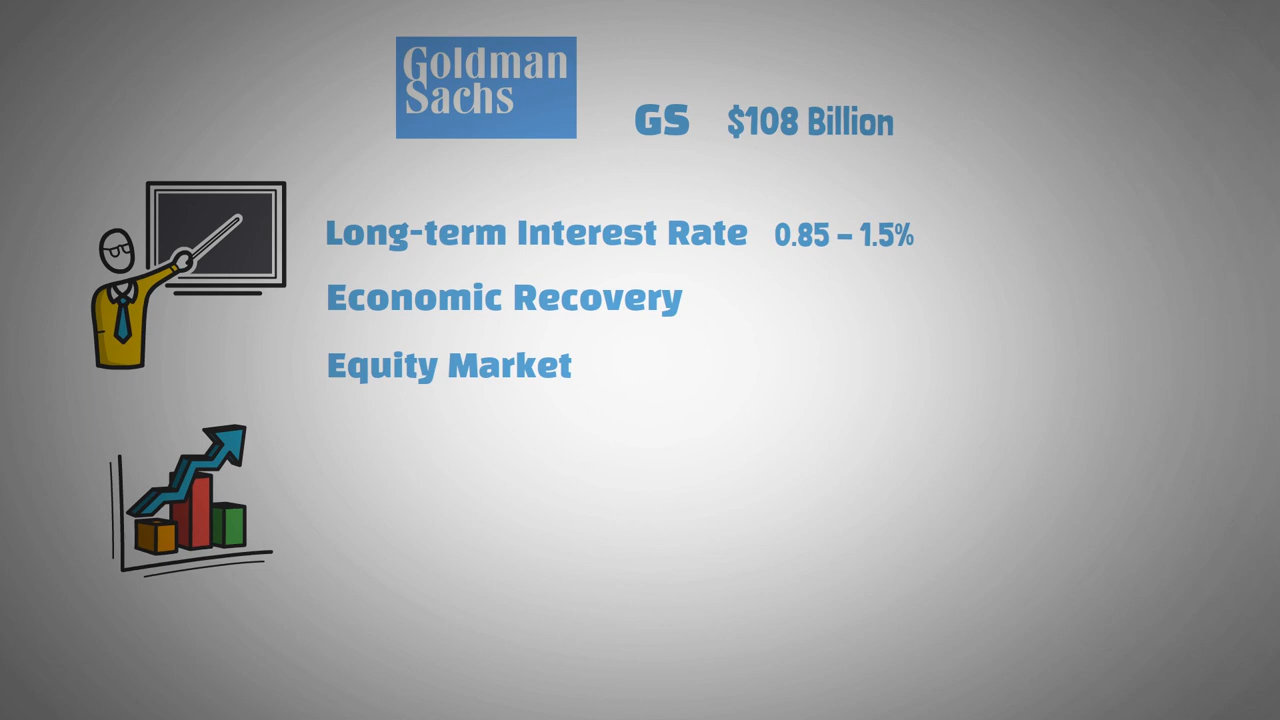 Goldman
Sachs
GS $108 Billion
Long-term Interest Rate 0.85 – 1.5%
Economic Recovery
Equity Market